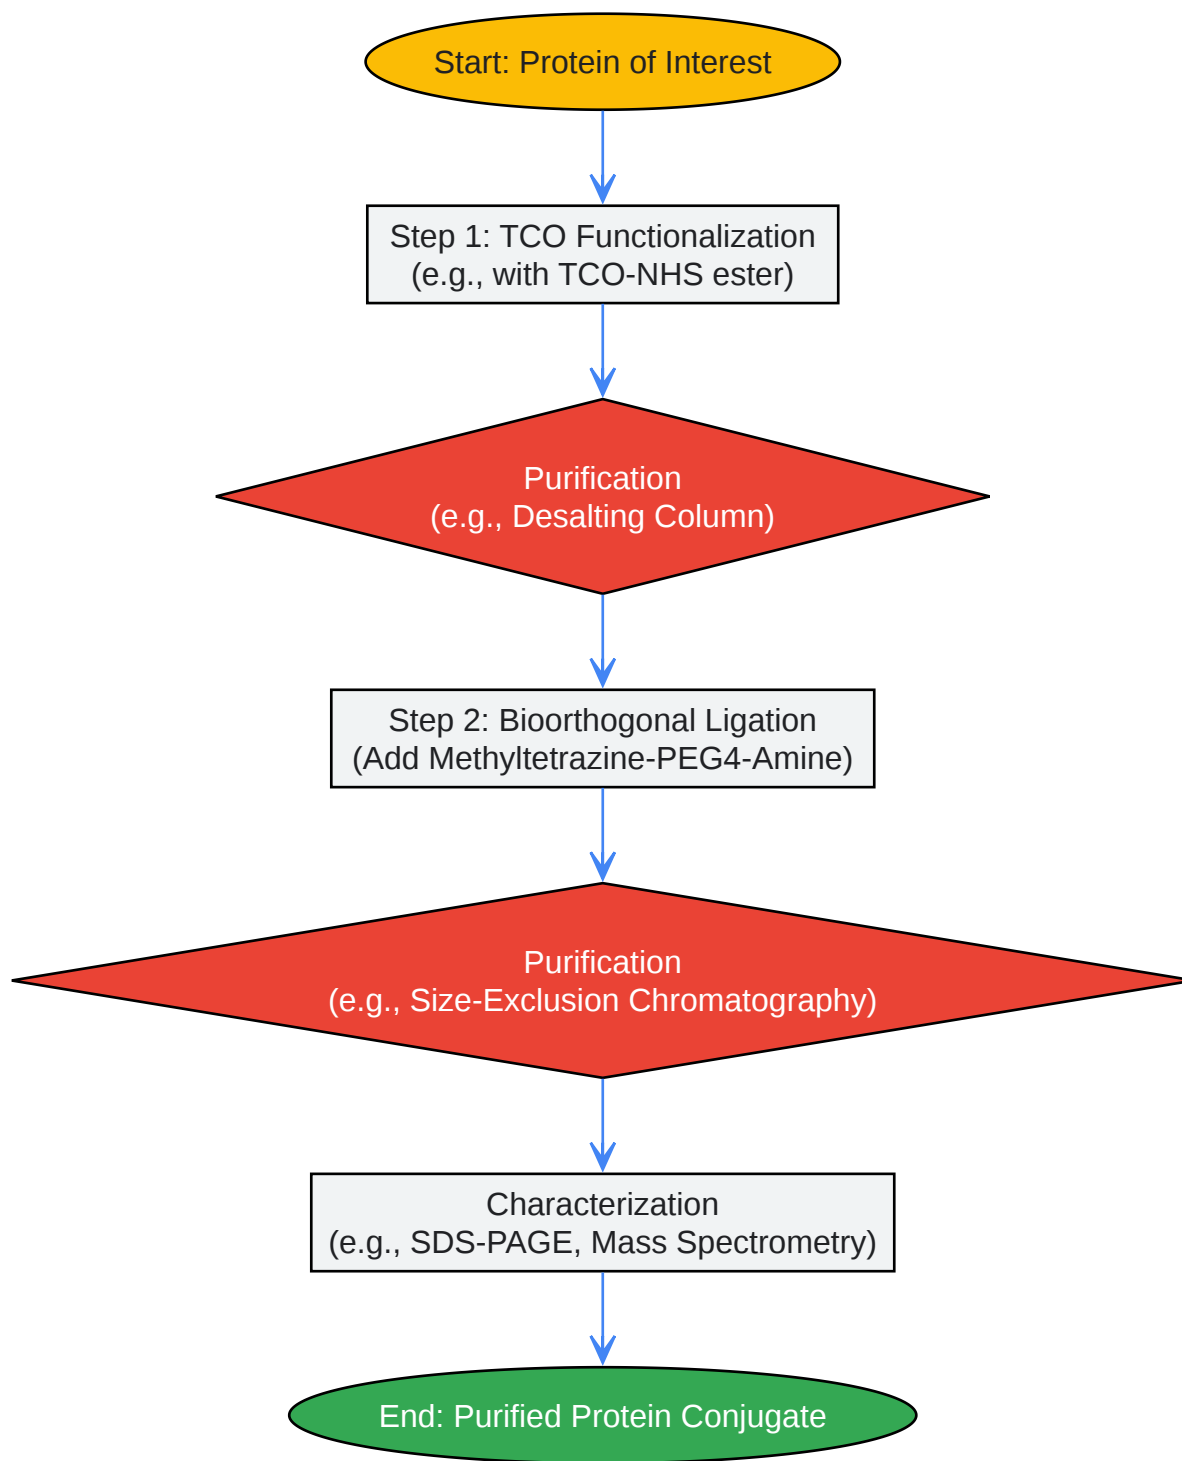 Start: Protein of Interest
Step 1: TCO Functionalization
(e.g., with TCO-NHS ester)
Purification
(e.g., Desalting Column)
Step 2: Bioorthogonal Ligation
(Add Methyltetrazine-PEG4-Amine)
Purification
(e.g., Size-Exclusion Chromatography)
Characterization
(e.g., SDS-PAGE, Mass Spectrometry)
End: Purified Protein Conjugate